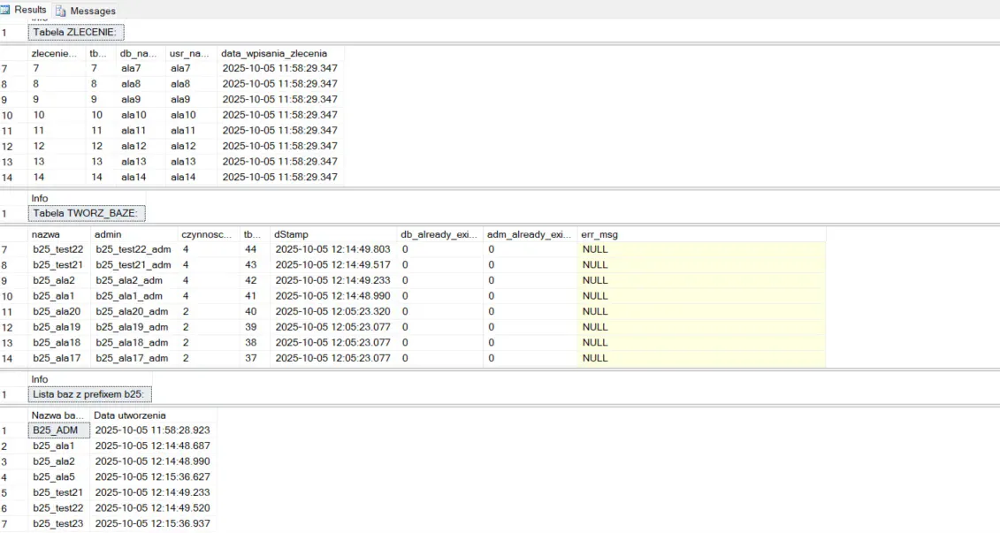 Results Messages
1 Tabela ZLECENIE:
zlecenie... tb... db_na... usr_na... data_wpisania_zlecenia
7 7 7 ala7 ala7 2025-10-05 11:58:29.347
8 8 8 ala8 ala8 2025-10-05 11:58:29.347
9 9 9 ala9 ala9 2025-10-05 11:58:29.347
10 10 10 ala10 ala10 2025-10-05 11:58:29.347
11 11 11 ala11 ala11 2025-10-05 11:58:29.347
12 12 12 ala12 ala12 2025-10-05 11:58:29.347
13 13 13 ala13 ala13 2025-10-05 11:58:29.347
14 14 14 ala14 ala14 2025-10-05 11:58:29.347
Info
1 Tabela TWORZ_BAZE:
nazwa admin czynnosc... tb... dStamp db_already_exi... adm_already_exi... err_msg
7 b25_test22 b25_test22_adm 4 44 2025-10-05 12:14:49.803 0 0 NULL
8 b25_test21 b25_test21_adm 4 43 2025-10-05 12:14:49.517 0 0 NULL
9 b25_ala2 b25_ala2_adm 4 42 2025-10-05 12:14:49.233 0 0 NULL
10 b25_ala1 b25_ala1_adm 4 41 2025-10-05 12:14:48.990 0 0 NULL
11 b25_ala20 b25_ala20_adm 2 40 2025-10-05 12:05:23.320 0 0 NULL
12 b25_ala19 b25_ala19_adm 2 39 2025-10-05 12:05:23.077 0 0 NULL
13 b25_ala18 b25_ala18_adm 2 38 2025-10-05 12:05:23.077 0 0 NULL
14 b25_ala17 b25_ala17_adm 2 37 2025-10-05 12:05:23.077 0 0 NULL
Info
1 Lista baz z prefixem b25:
Nazwa ba... Data utworzenia
1 B25_ADM 2025-10-05 11:58:28.923
2 b25_ala1 2025-10-05 12:14:48.687
3 b25_ala2 2025-10-05 12:14:48.990
4 b25_ala5 2025-10-05 12:15:36.627
5 b25_test21 2025-10-05 12:14:49.233
6 b25_test22 2025-10-05 12:14:49.520
7 b25_test23 2025-10-05 12:15:36.937